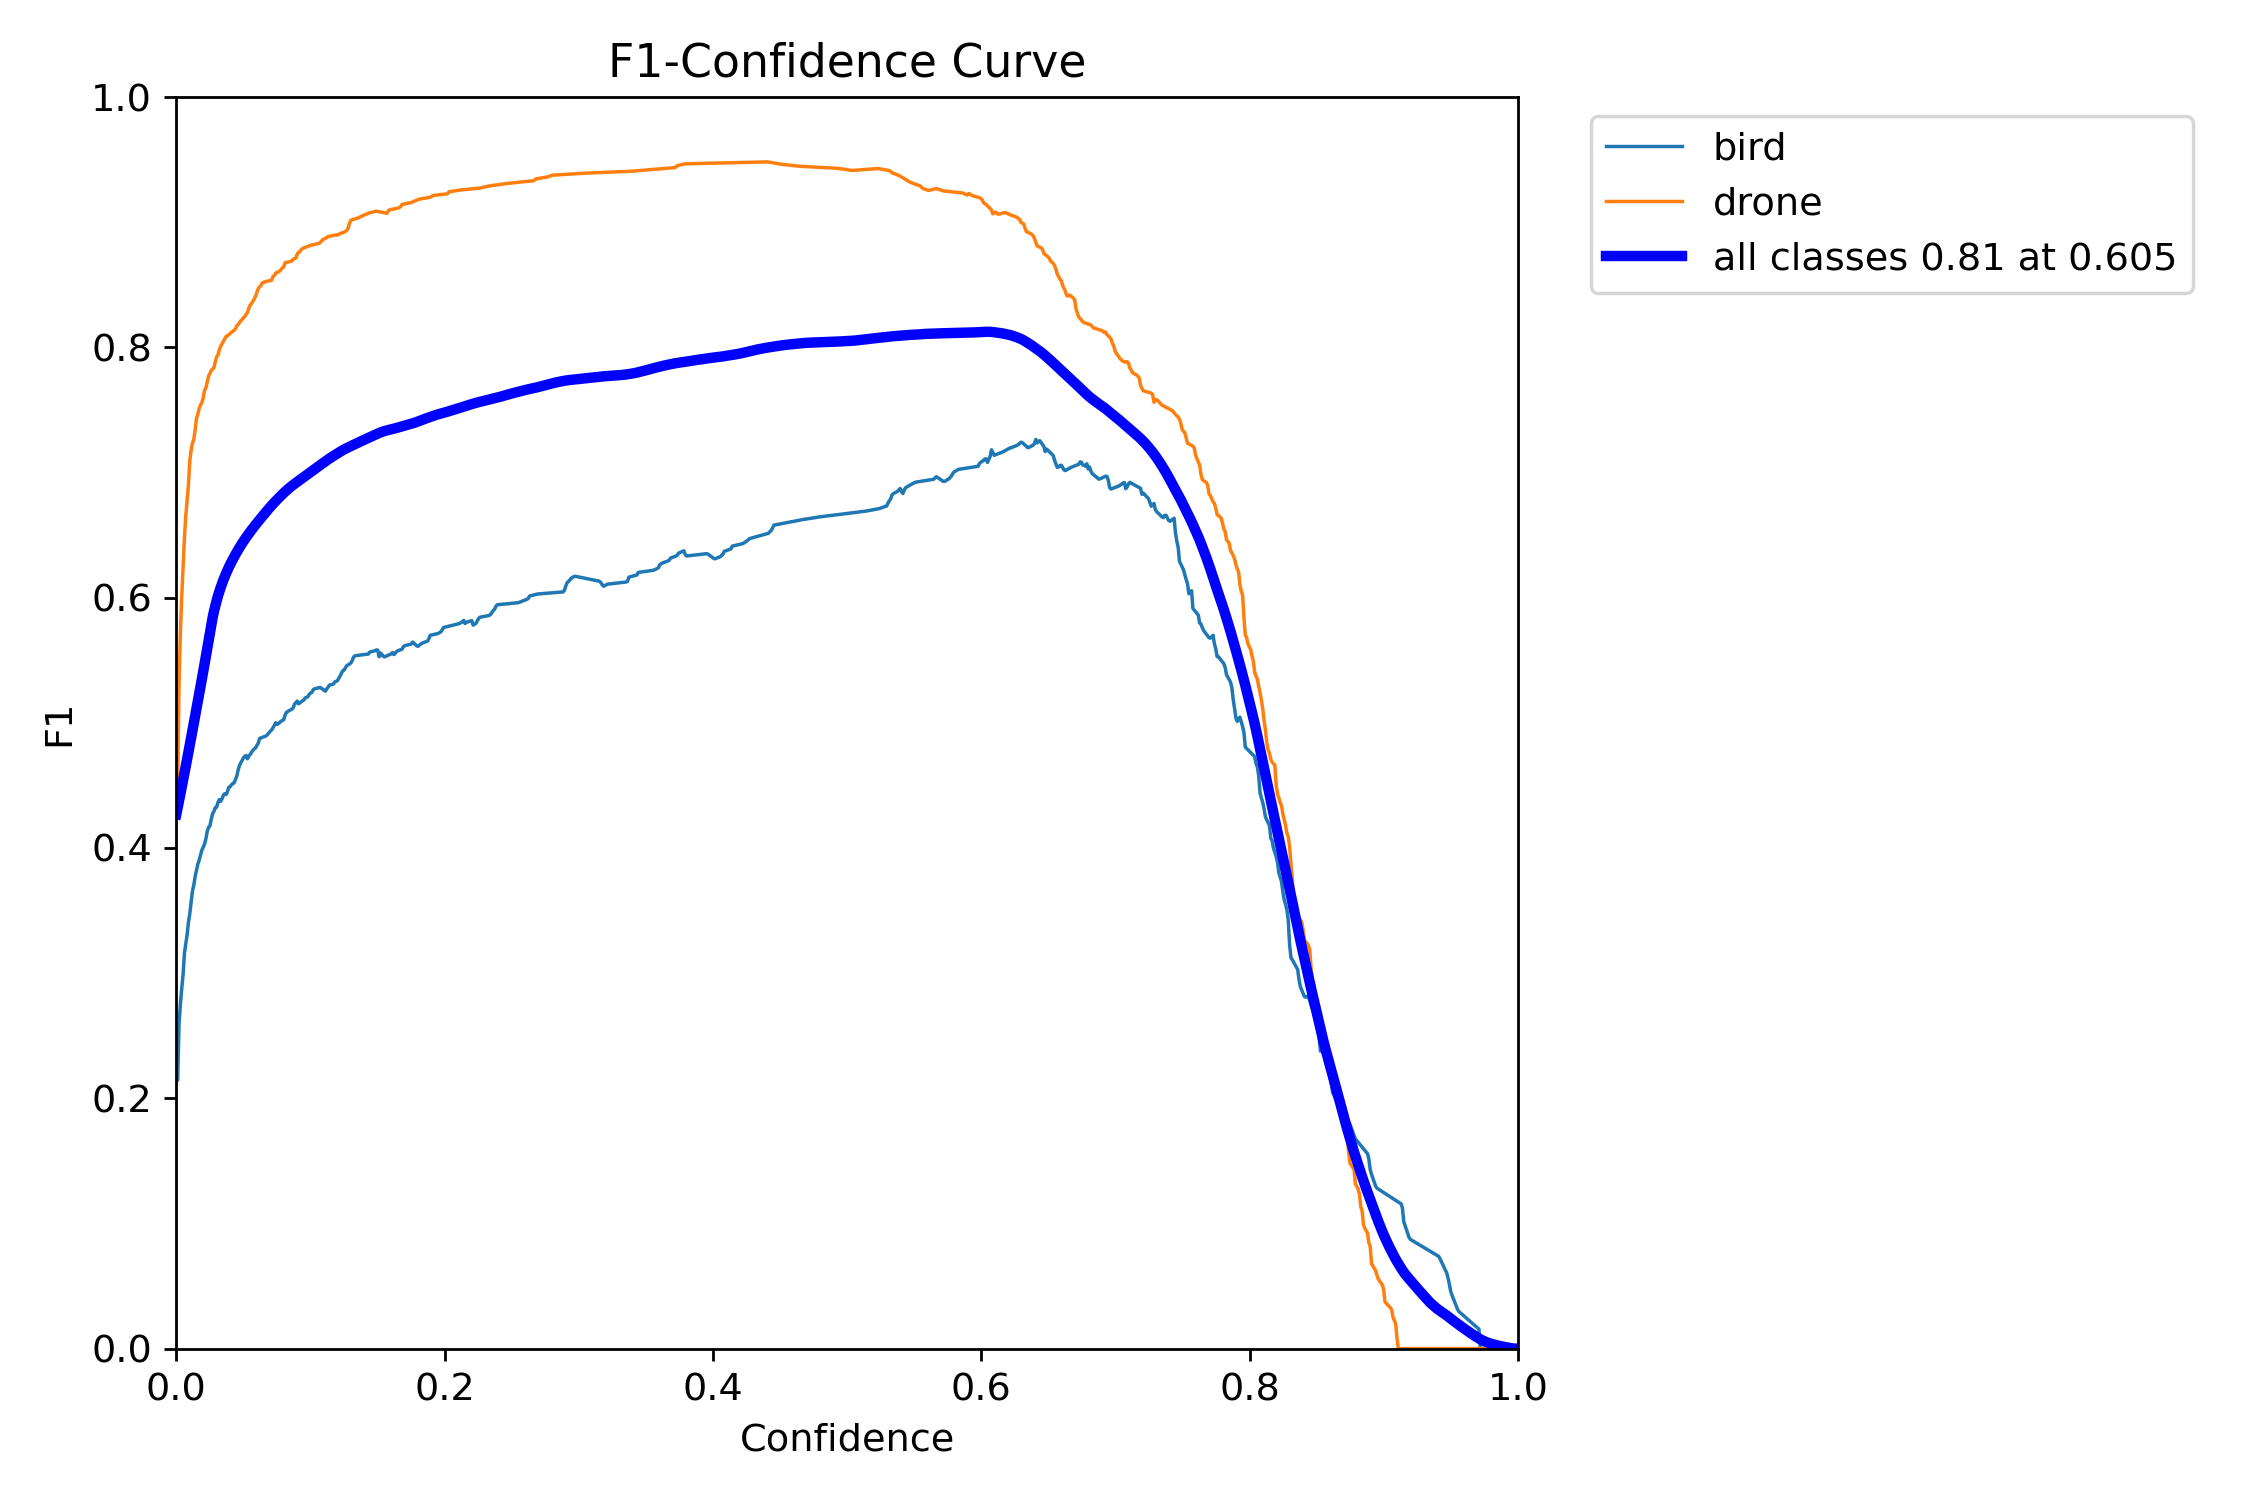 F1-Confidence Curve
1.0
0.8
0.6
0.4
0.2
0.0
F1
0.0 0.2 0.4 0.6 0.8 1.0
Confidence
bird
drone
all classes 0.81 at 0.605